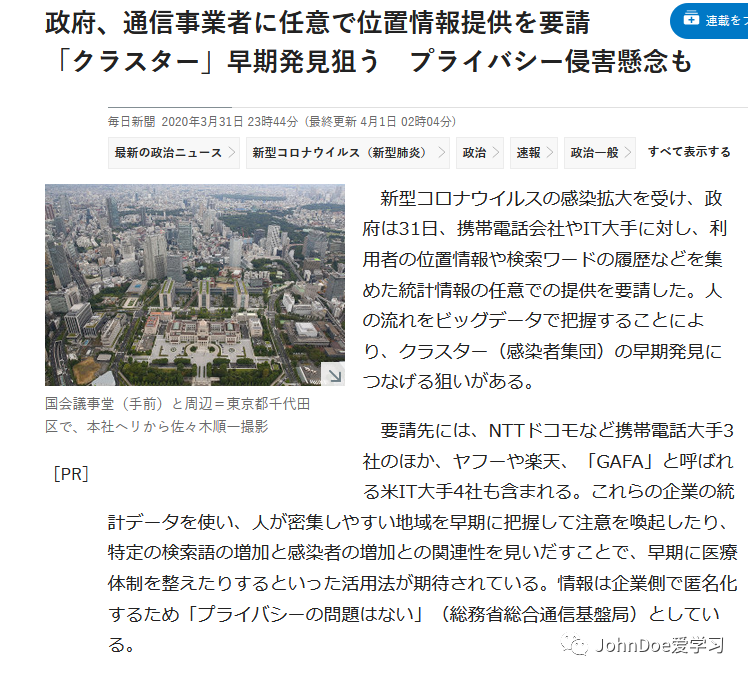 政府、通信事業者に任意で位置情報提供を要請
「クラスター」早期発見狙う　プライバシー侵害懸念も
連載を
毎日新聞 2020年3月31日 23時44分 (最終更新 4月1日 02時04分)
最新の政治ニュース
新型コロナウイルス（新型肺炎）
政治
速報
政治一般
すべて表示する
新型コロナウイルスの感染拡大を受け、政
府は31日、携帯電話会社やIT大手に対し、利
用者の位置情報や検索ワードの履歴などを集
めた統計情報の任意での提供を要請した。人
の流れをビッグデータで把握することによ
り、クラスター（感染者集団）の早期発見に
つなげる狙いがある。
国会議事堂（手前）と周辺＝東京都千代田
区で、本社ヘリから佐々木順一撮影
[PR]
要請先には、NTTドコモなど携帯電話大手3
社のほか、ヤフーや楽天、「GAFA」と呼ばれ
る米IT大手4社も含まれる。これらの企業の統
計データを使い、人が密集しやすい地域を早期に把握して注意を喚起したり、
特定の検索語の増加と感染者の増加との関連性を見いだすことで、早期に医療
体制を整えたりするといった活用法が期待されている。情報は企業側で匿名化
するため「プライバシーの問題はない」（総務省総合通信基盤局）としてい
る。
JohnDoe爱学习